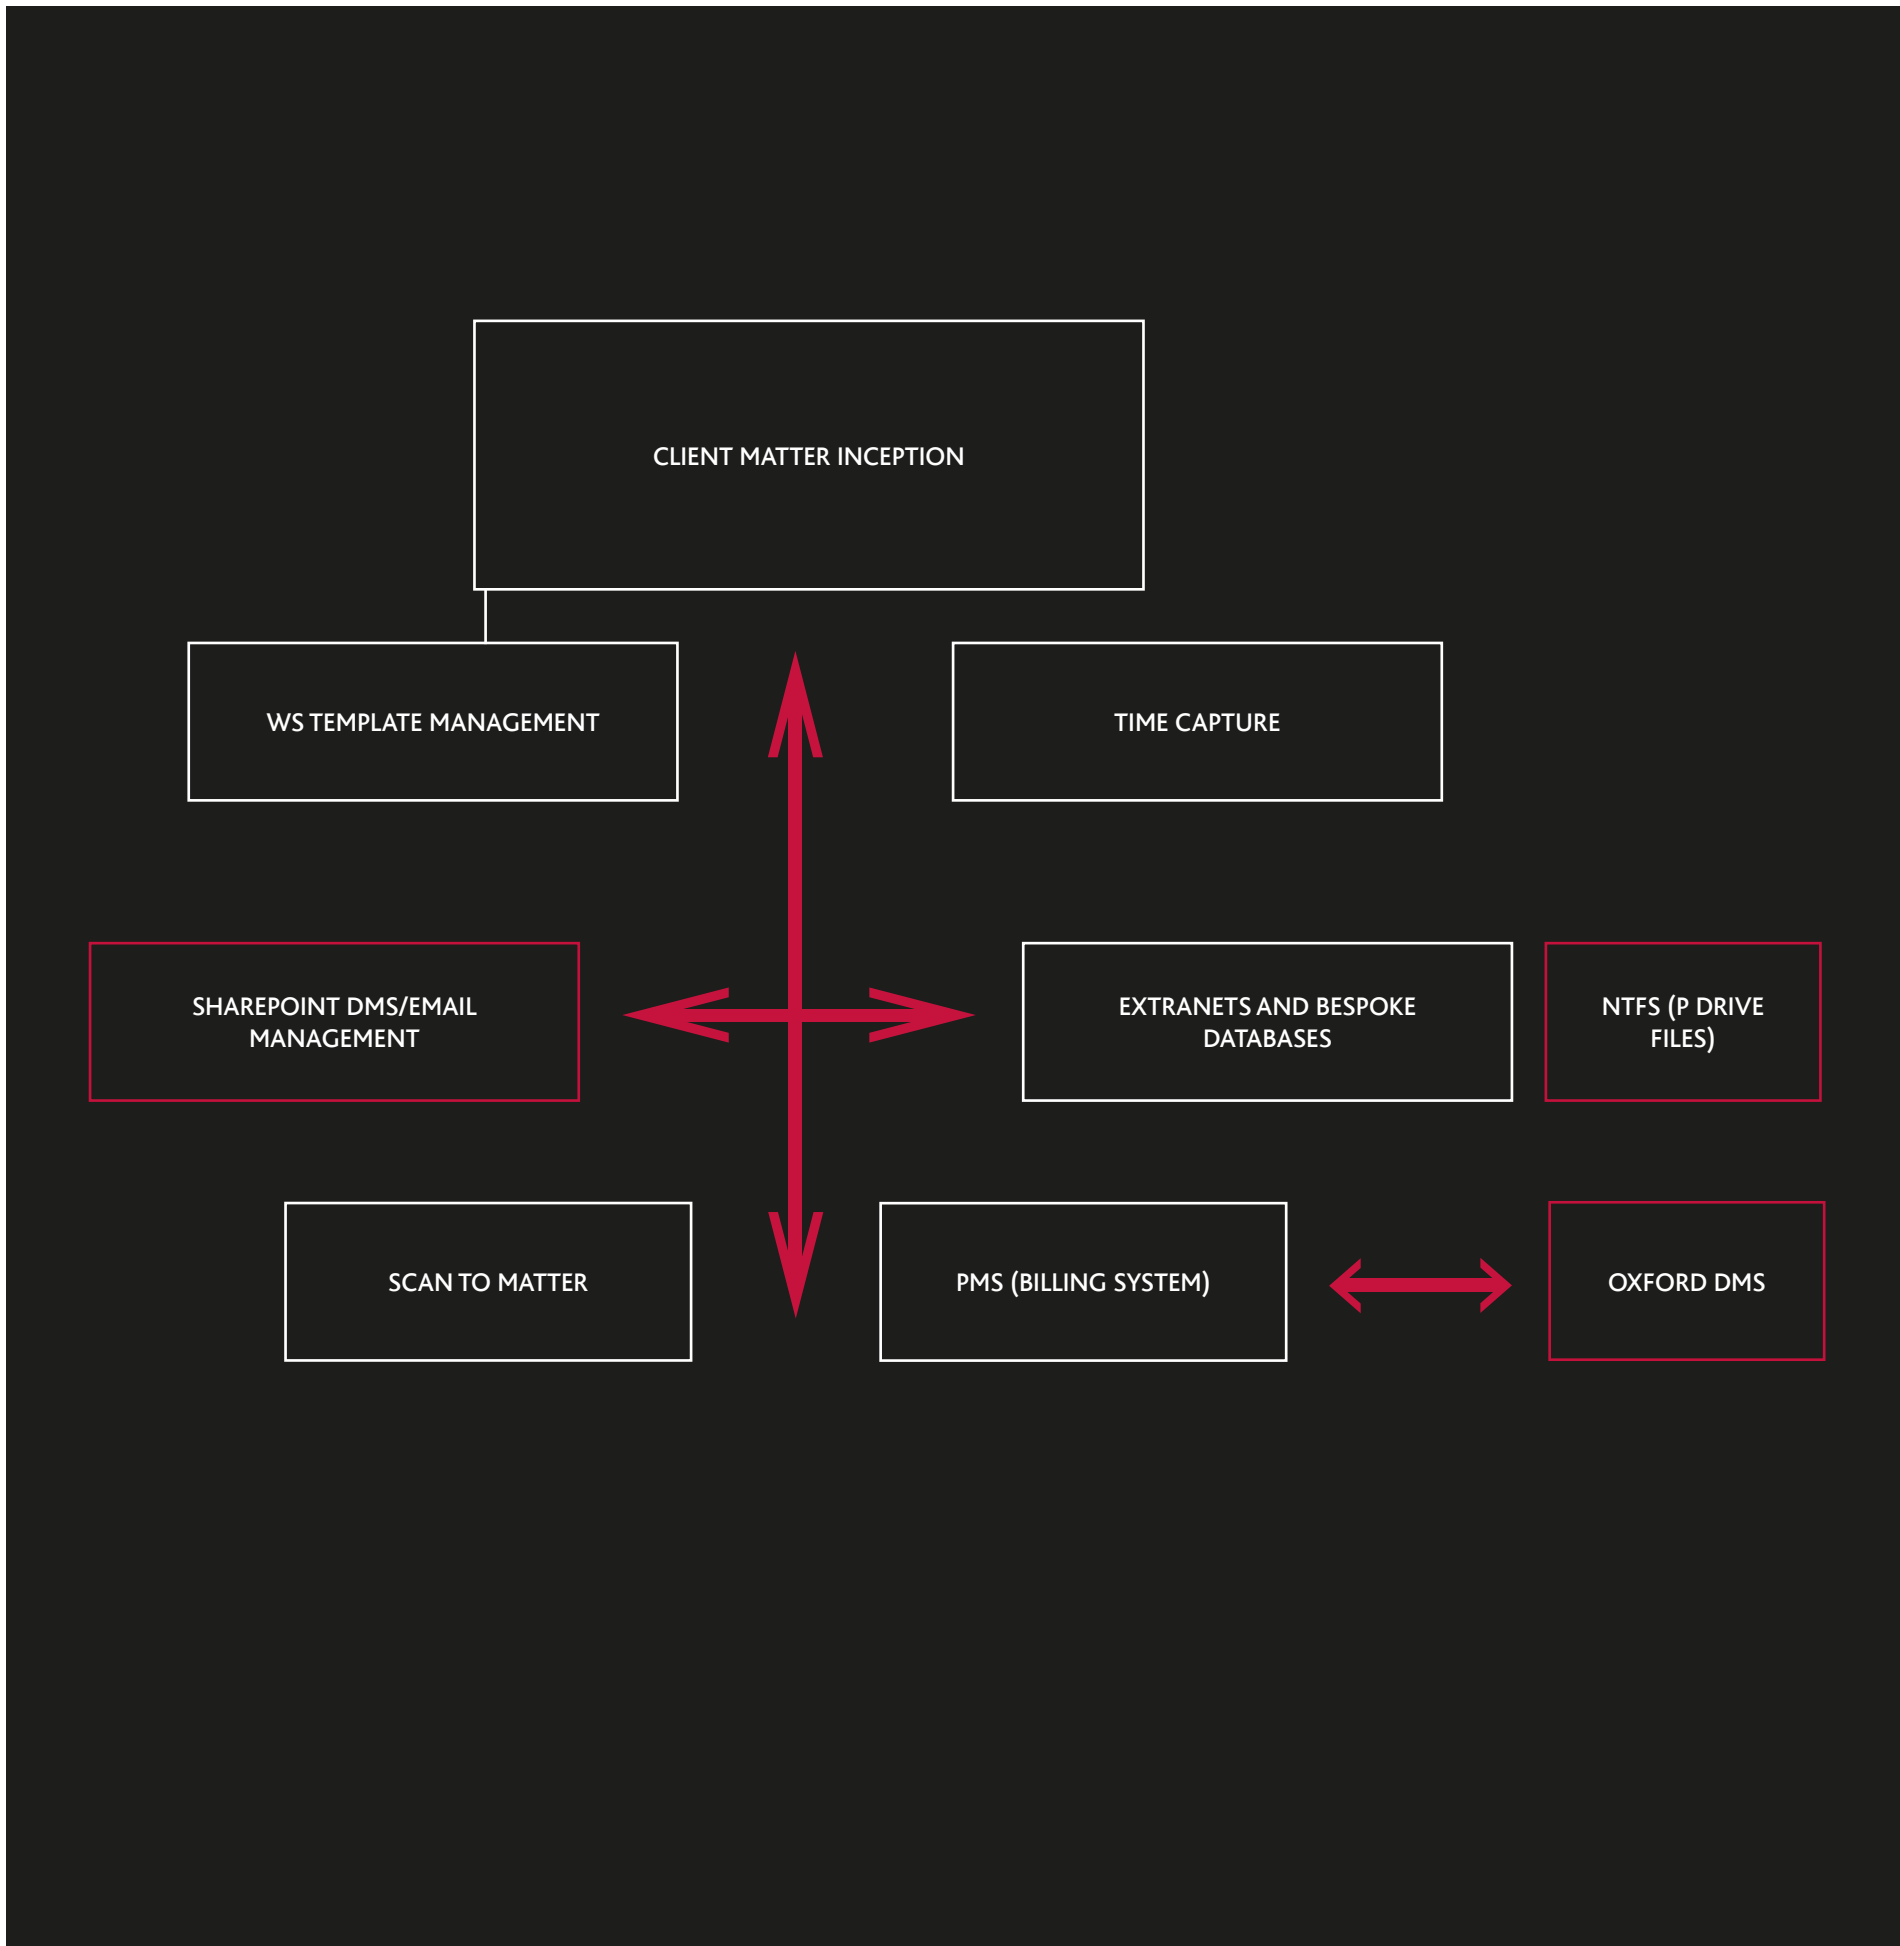 CLIENT MATTER INCEPTION
WS TEMPLATE MANAGEMENT
TIME CAPTURE
SHAREPOINT DMS/EMAIL
MANAGEMENT
EXTRANETS AND BESPOKE
DATABASES
NTFS (P DRIVE
FILES)
SCAN TO MATTER
PMS (BILLING SYSTEM)
OXFORD DMS